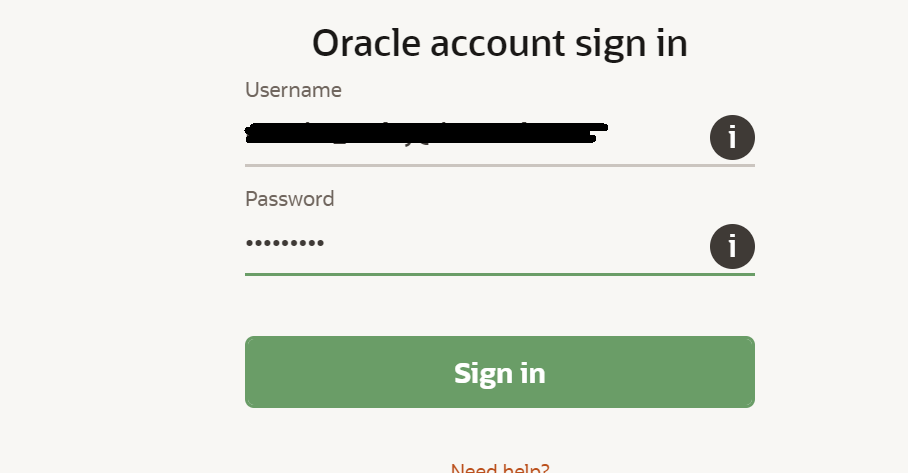 Oracle account sign in
Username
i
Password
•••••••••
i
Sign in
Need help?